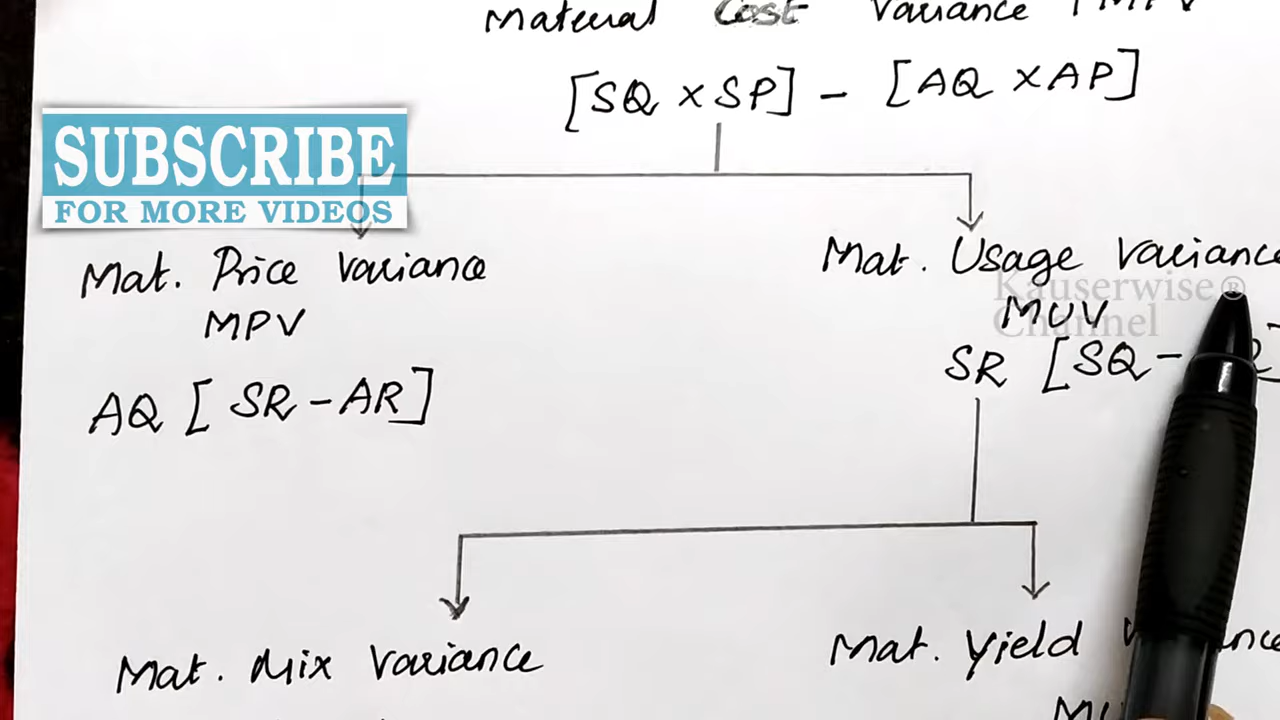 Material Cost Variance
[SQ × SP] - [AQ × AP]
SUBSCRIBE
FOR MORE VIDEOS
Mat. Price Variance
MPV
AQ [ SR - AR ]
Mat. Usage Variance
Kauserwise®
MUV
Channel
SR [SQ -
Mat. Mix Variance
Mat. Yield